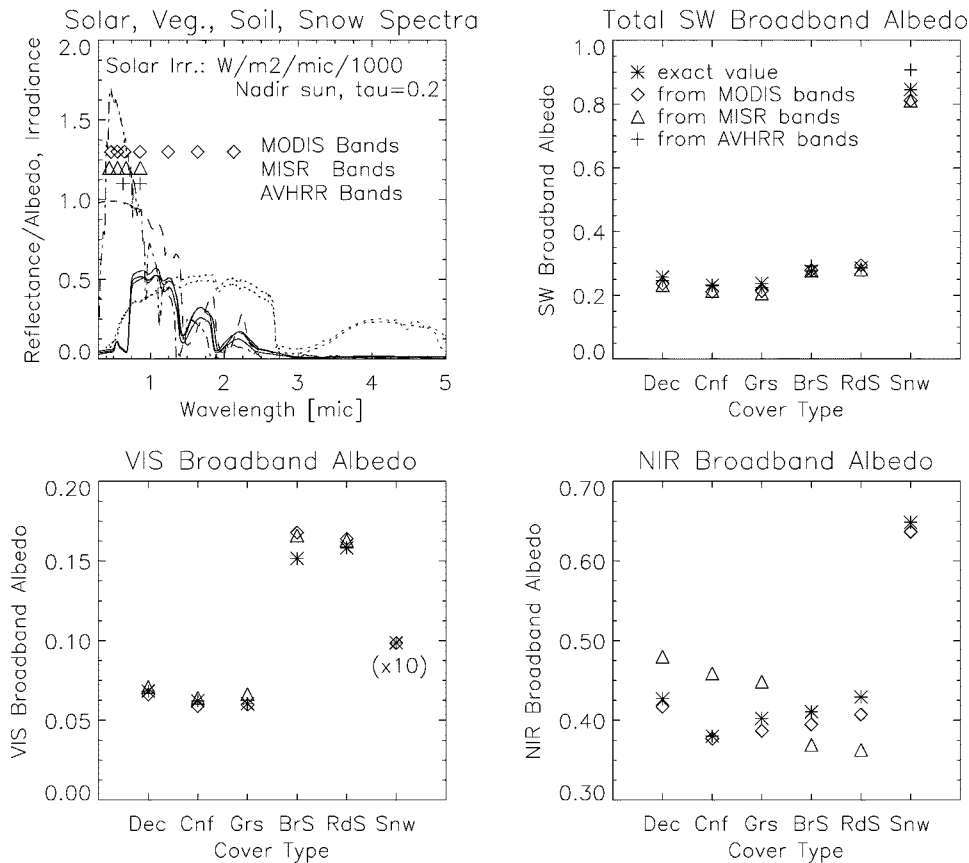 Solar, Veg., Soil, Snow Spectra
Reflectance/Albedo, Irradiance
2.0
1.5
1.0
0.5
0.0
Solar Irr.: W/m2/mic/1000
Nadir sun, tau=0.2
MODIS Bands
MISR Bands
AVHRR Bands
1 2 3 4 5
Wavelength [mic]
Total SW Broadband Albedo
SW Broadband Albedo
1.0
0.8
0.6
0.4
0.2
0.0
exact value
from MODIS bands
from MISR bands
from AVHRR bands
Dec Cnf Grs BrS RdS Snw
Cover Type
VIS Broadband Albedo
VIS Broadband Albedo
0.20
0.15
0.10
0.05
0.00
(x10)
Dec Cnf Grs BrS RdS Snw
Cover Type
NIR Broadband Albedo
NIR Broadband Albedo
0.70
0.60
0.50
0.40
0.30
Dec Cnf Grs BrS RdS Snw
Cover Type